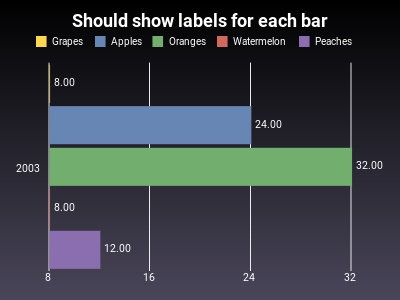 Should show labels for each bar
Grapes Apples Oranges Watermelon Peaches
8.00
24.00
2003 32.00
8.00
12.00
8 16 24 32